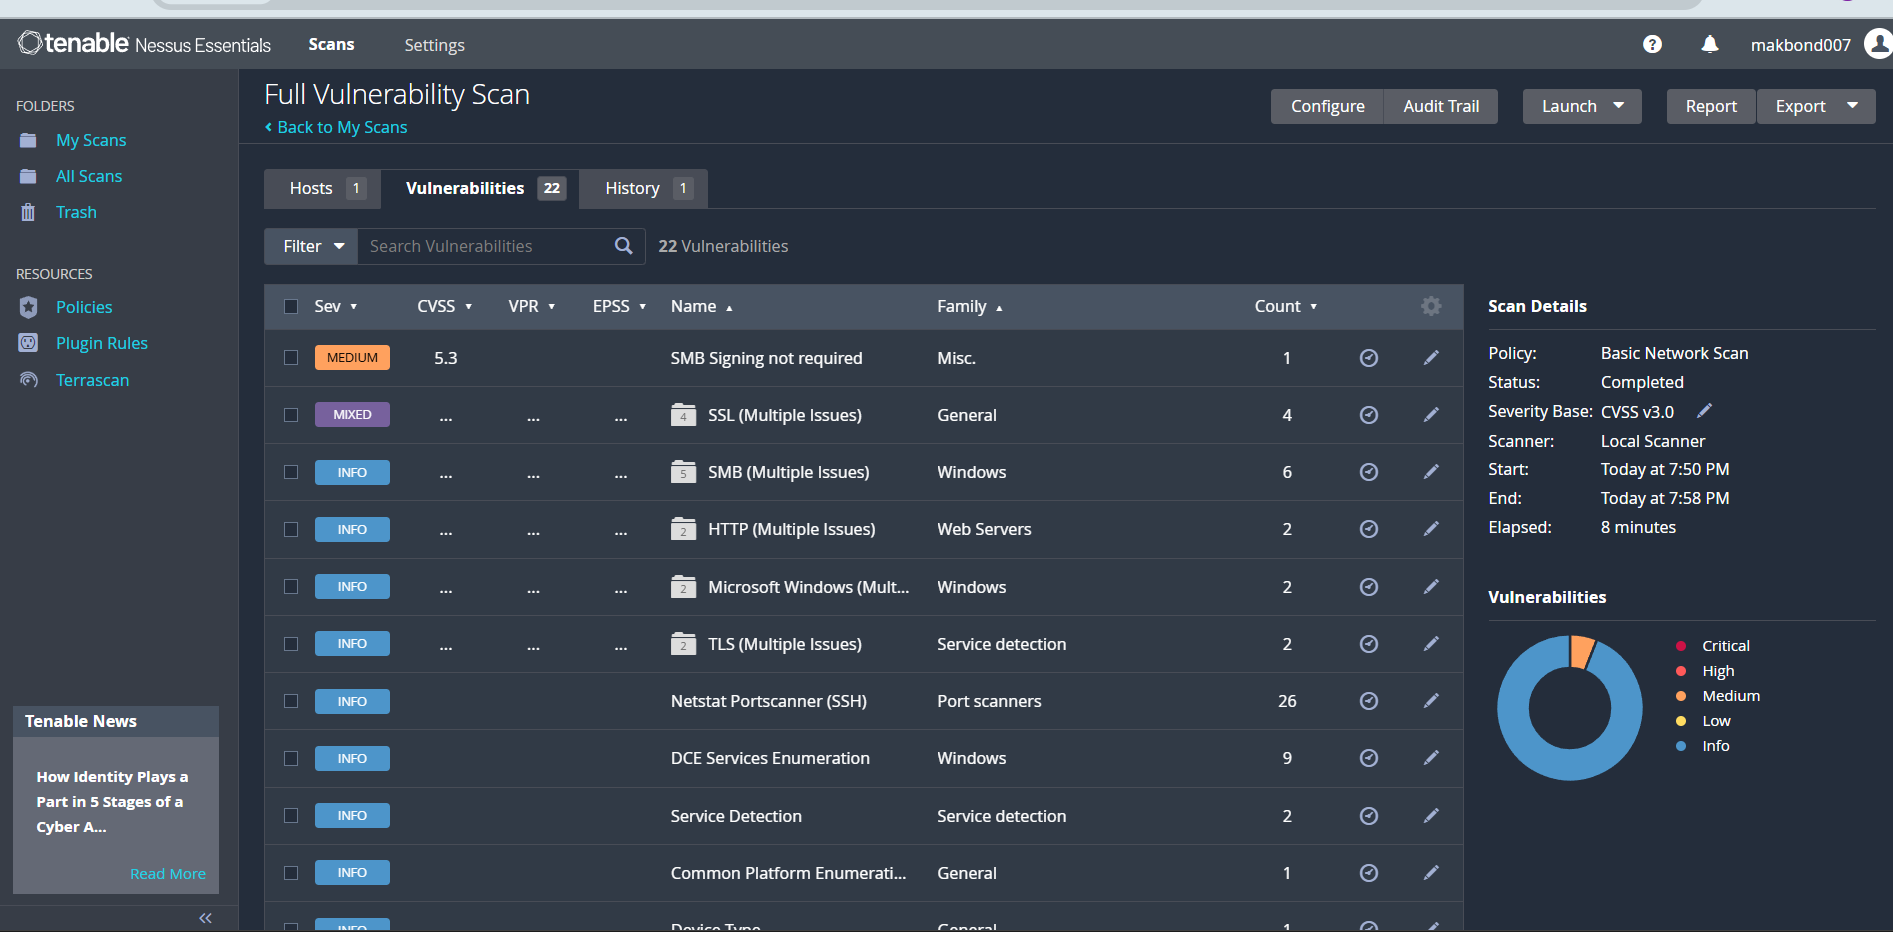 tenable Nessus Essentials Scans Settings ? makbond007
FOLDERS
My Scans
All Scans
Trash
RESOURCES
Policies
Plugin Rules
Terrascan
Tenable News
How Identity Plays a
Part in 5 Stages of a
Cyber A...
Read More
Full Vulnerability Scan
Back to My Scans
Configure Audit Trail Launch Report Export
Hosts 1 Vulnerabilities 22 History 1
Filter Search Vulnerabilities 22 Vulnerabilities
Sev CVSS VPR EPSS Name Family Count
MEDIUM 5.3 SMB Signing not required Misc. 1
MIXED ... ... ... 4 SSL (Multiple Issues) General 4
INFO ... ... ... 5 SMB (Multiple Issues) Windows 6
INFO ... ... ... 2 HTTP (Multiple Issues) Web Servers 2
INFO ... ... ... 2 Microsoft Windows (Mult... Windows 2
INFO ... ... ... 2 TLS (Multiple Issues) Service detection 2
INFO Netstat Portscanner (SSH) Port scanners 26
INFO DCE Services Enumeration Windows 9
INFO Service Detection Service detection 2
INFO Common Platform Enumerati... General 1
INFO Device Type General 1
Scan Details
Policy: Basic Network Scan
Status: Completed
Severity Base: CVSS v3.0
Scanner: Local Scanner
Start: Today at 7:50 PM
End: Today at 7:58 PM
Elapsed: 8 minutes
Vulnerabilities
Critical
High
Medium
Low
Info